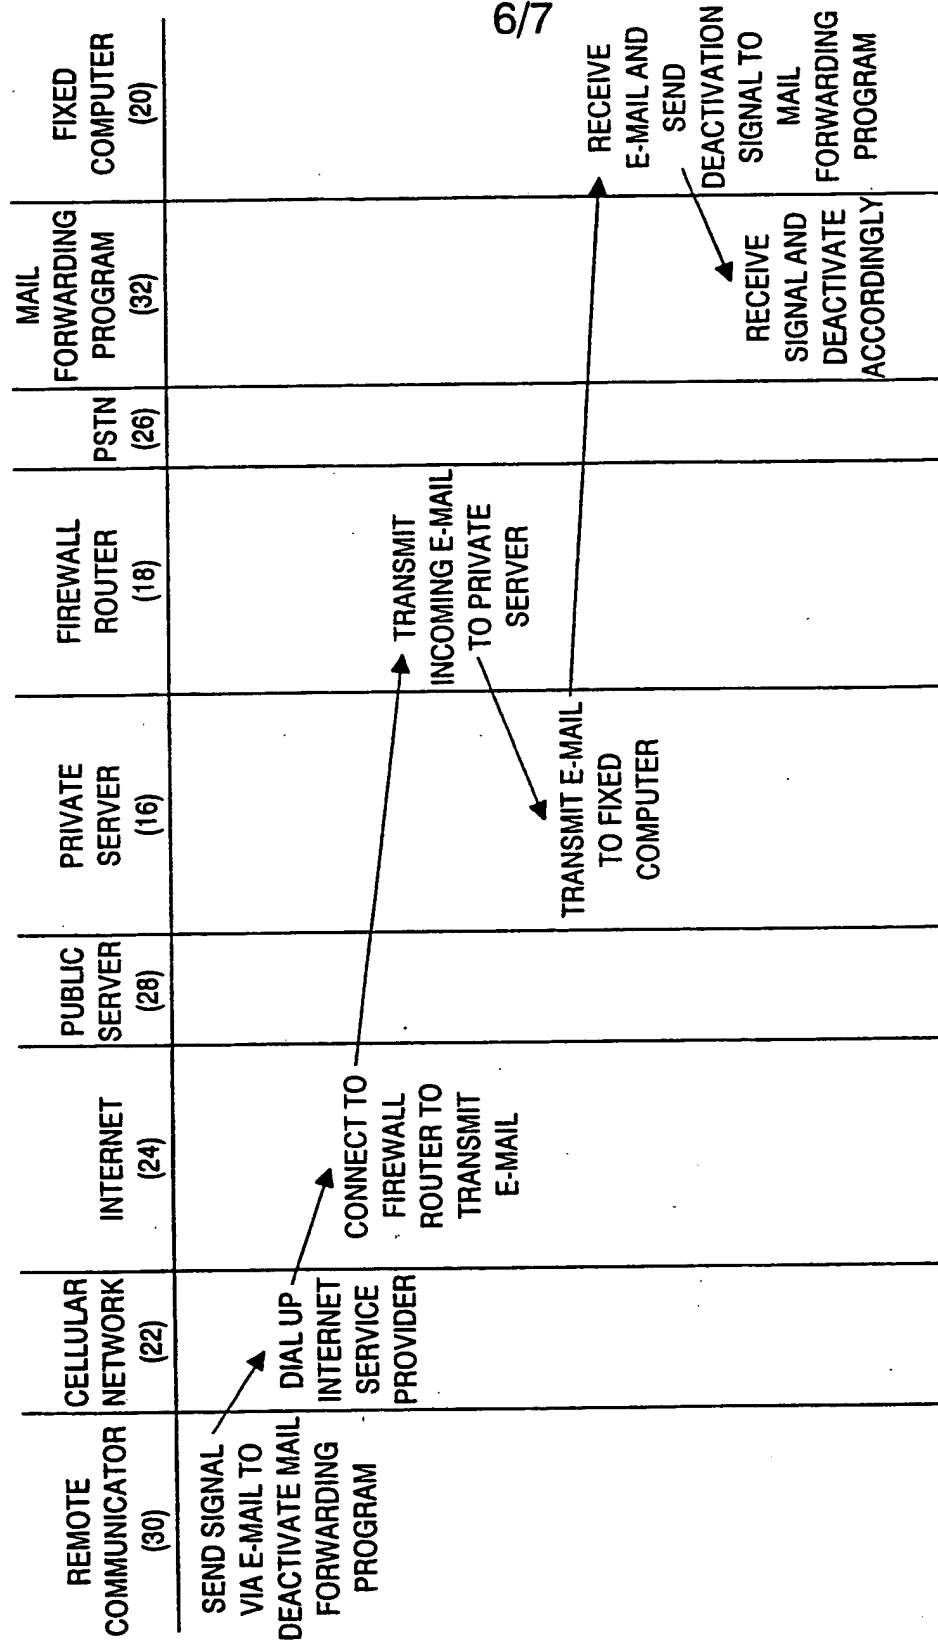 6/7
REMOTE
COMMUNICATOR
(30)
CELLULAR
NETWORK
(22)
INTERNET
(24)
PUBLIC
SERVER
(28)
PRIVATE
SERVER
(16)
FIREWALL
ROUTER
(18)
PSTN
(26)
MAIL
FORWARDING
PROGRAM
(32)
FIXED
COMPUTER
(20)
SEND SIGNAL
VIA E-MAIL TO
DEACTIVATE MAIL
FORWARDING
PROGRAM
DIAL UP
INTERNET
SERVICE
PROVIDER
CONNECT TO
FIREWALL
ROUTER TO
TRANSMIT
E-MAIL
TRANSMIT
INCOMING E-MAIL
TO PRIVATE
SERVER
TRANSMIT E-MAIL
TO FIXED
COMPUTER
RECEIVE
E-MAIL AND
SEND
DEACTIVATION
SIGNAL TO
MAIL
FORWARDING
PROGRAM
RECEIVE
SIGNAL AND
DEACTIVATE
ACCORDINGLY